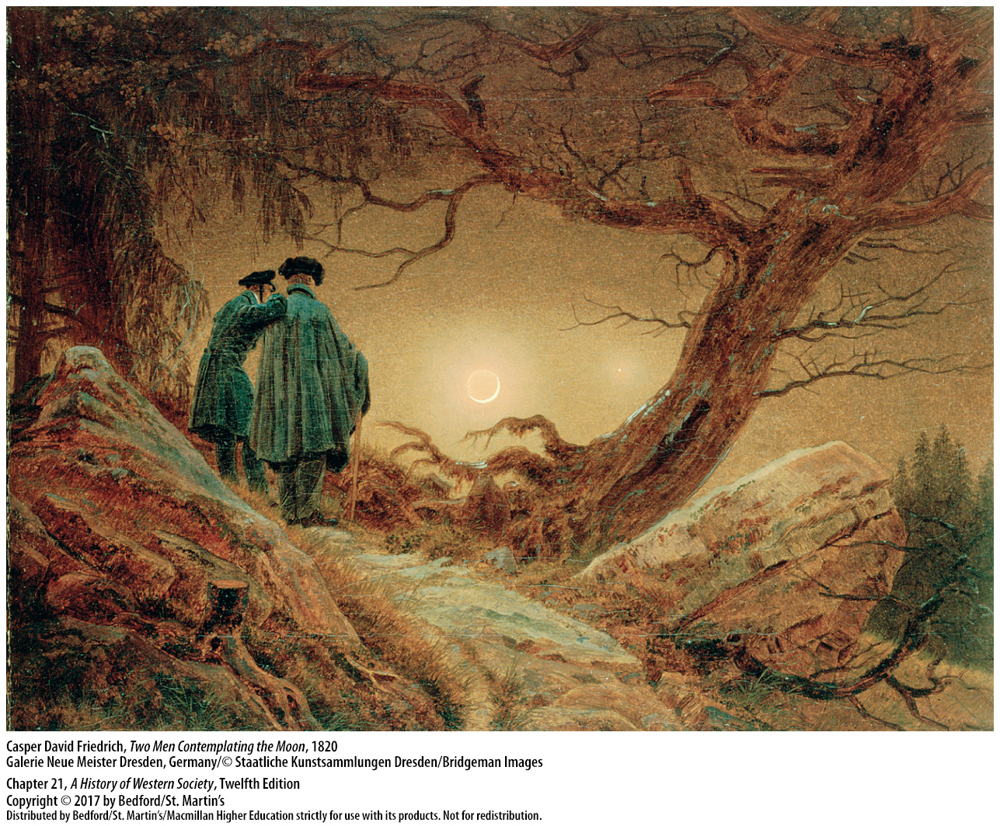 Casper David Friedrich, Two Men Contemplating the Moon, 1820
Galerie Neue Meister Dresden, Germany/© Staatliche Kunstsammlungen Dresden/Bridgeman Images
Chapter 21, A History of Western Society, Twelfth Edition
Copyright © 2017 by Bedford/St. Martin’s
Distributed by Bedford/St. Martin’s/Macmillan Higher Education strictly for use with its products. Not for redistribution.